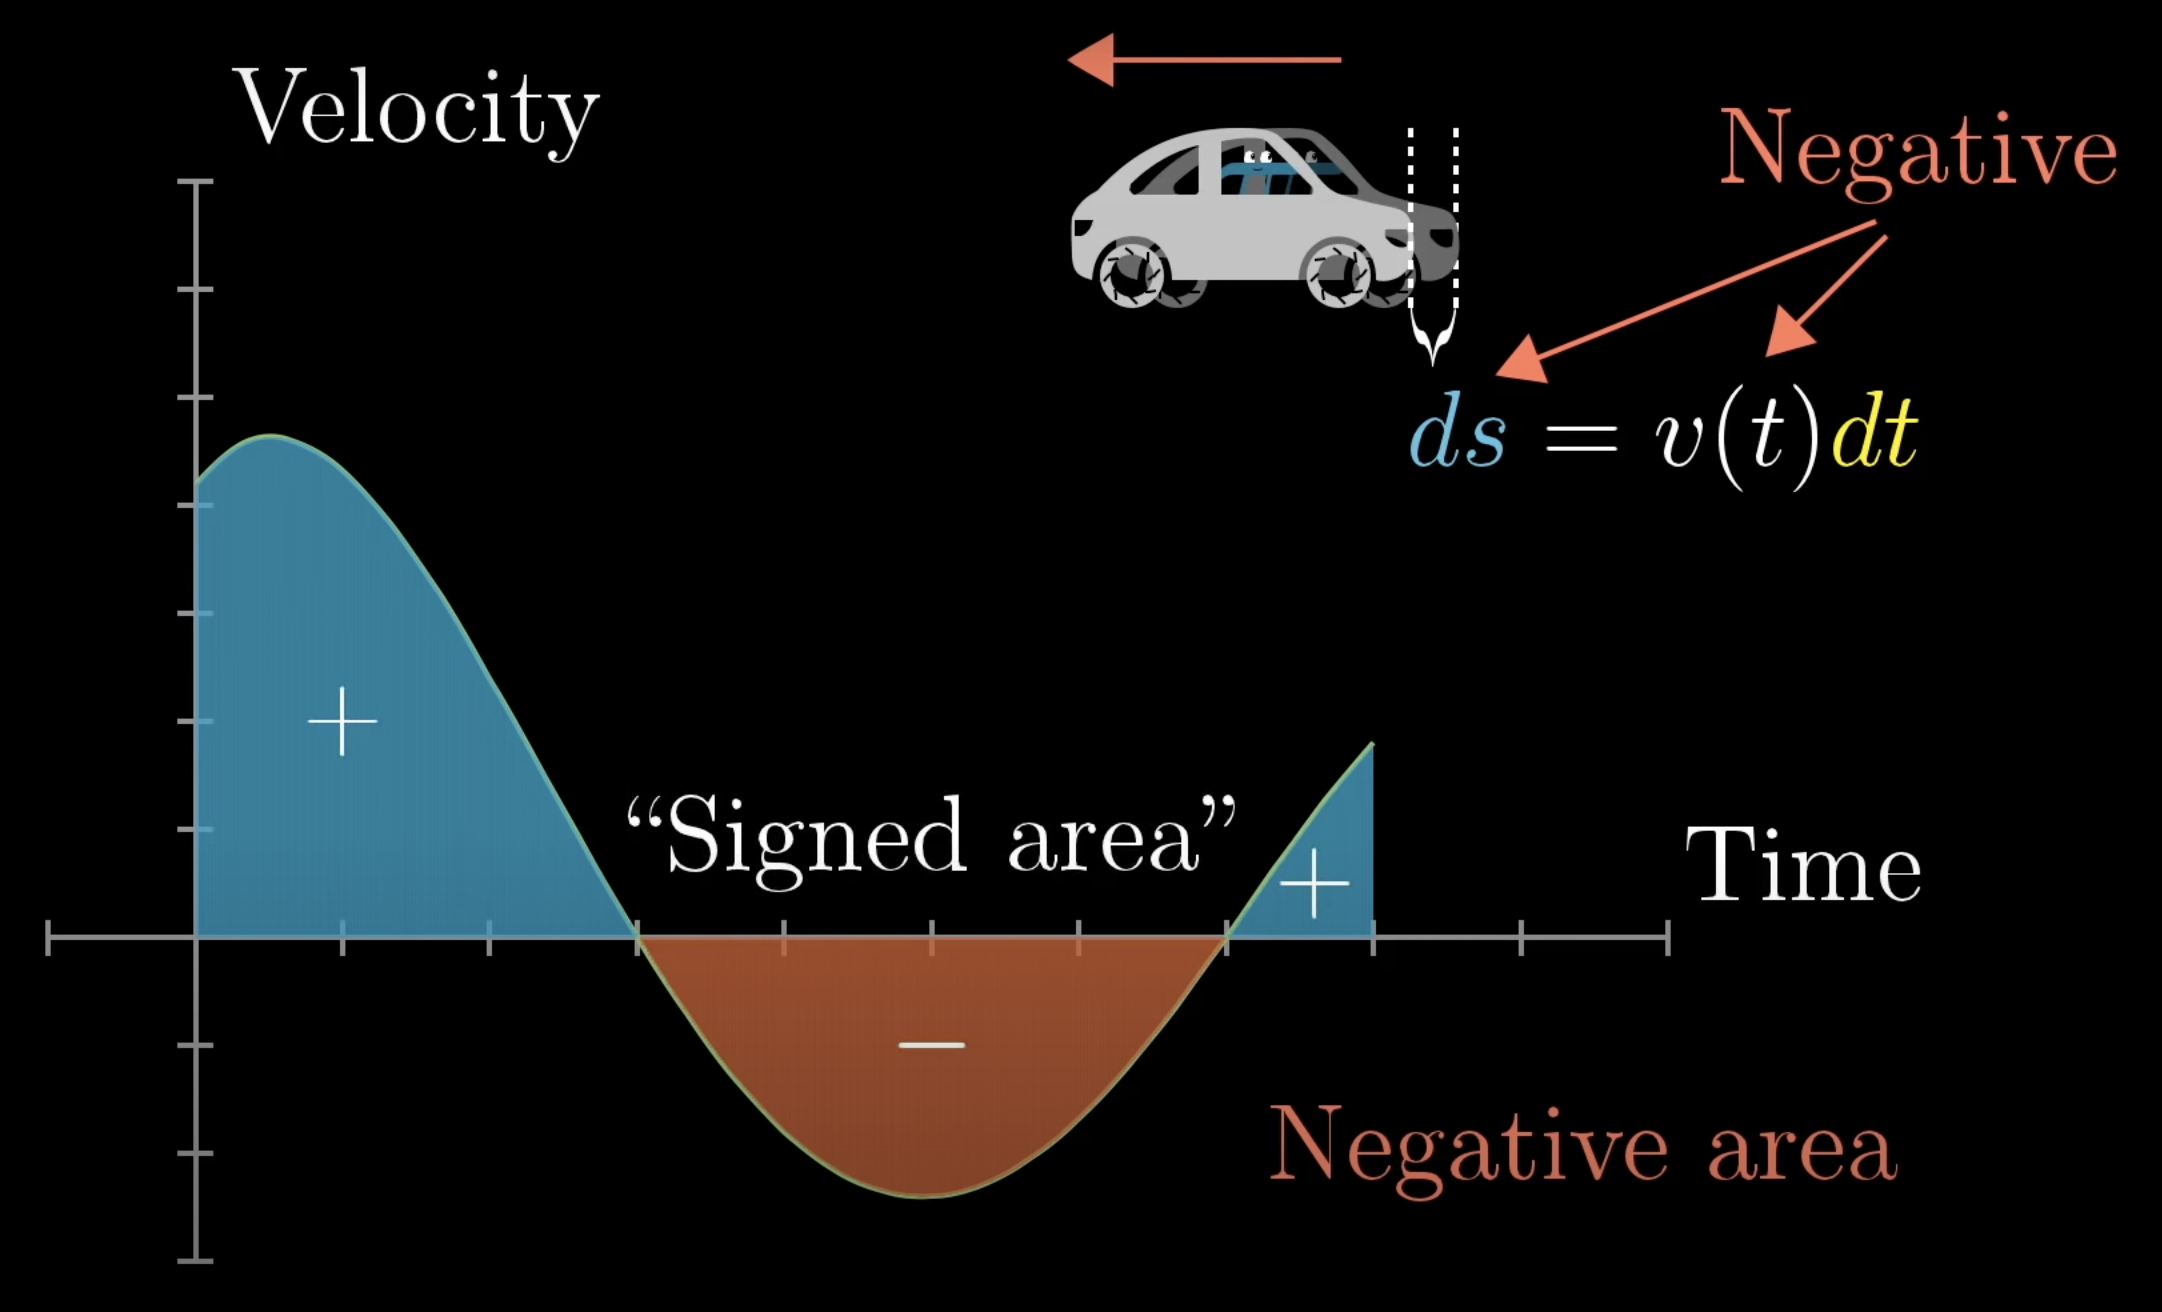 Velocity
Negative
ds = v(t)dt
+
“Signed area”
+
Time
−
Negative area